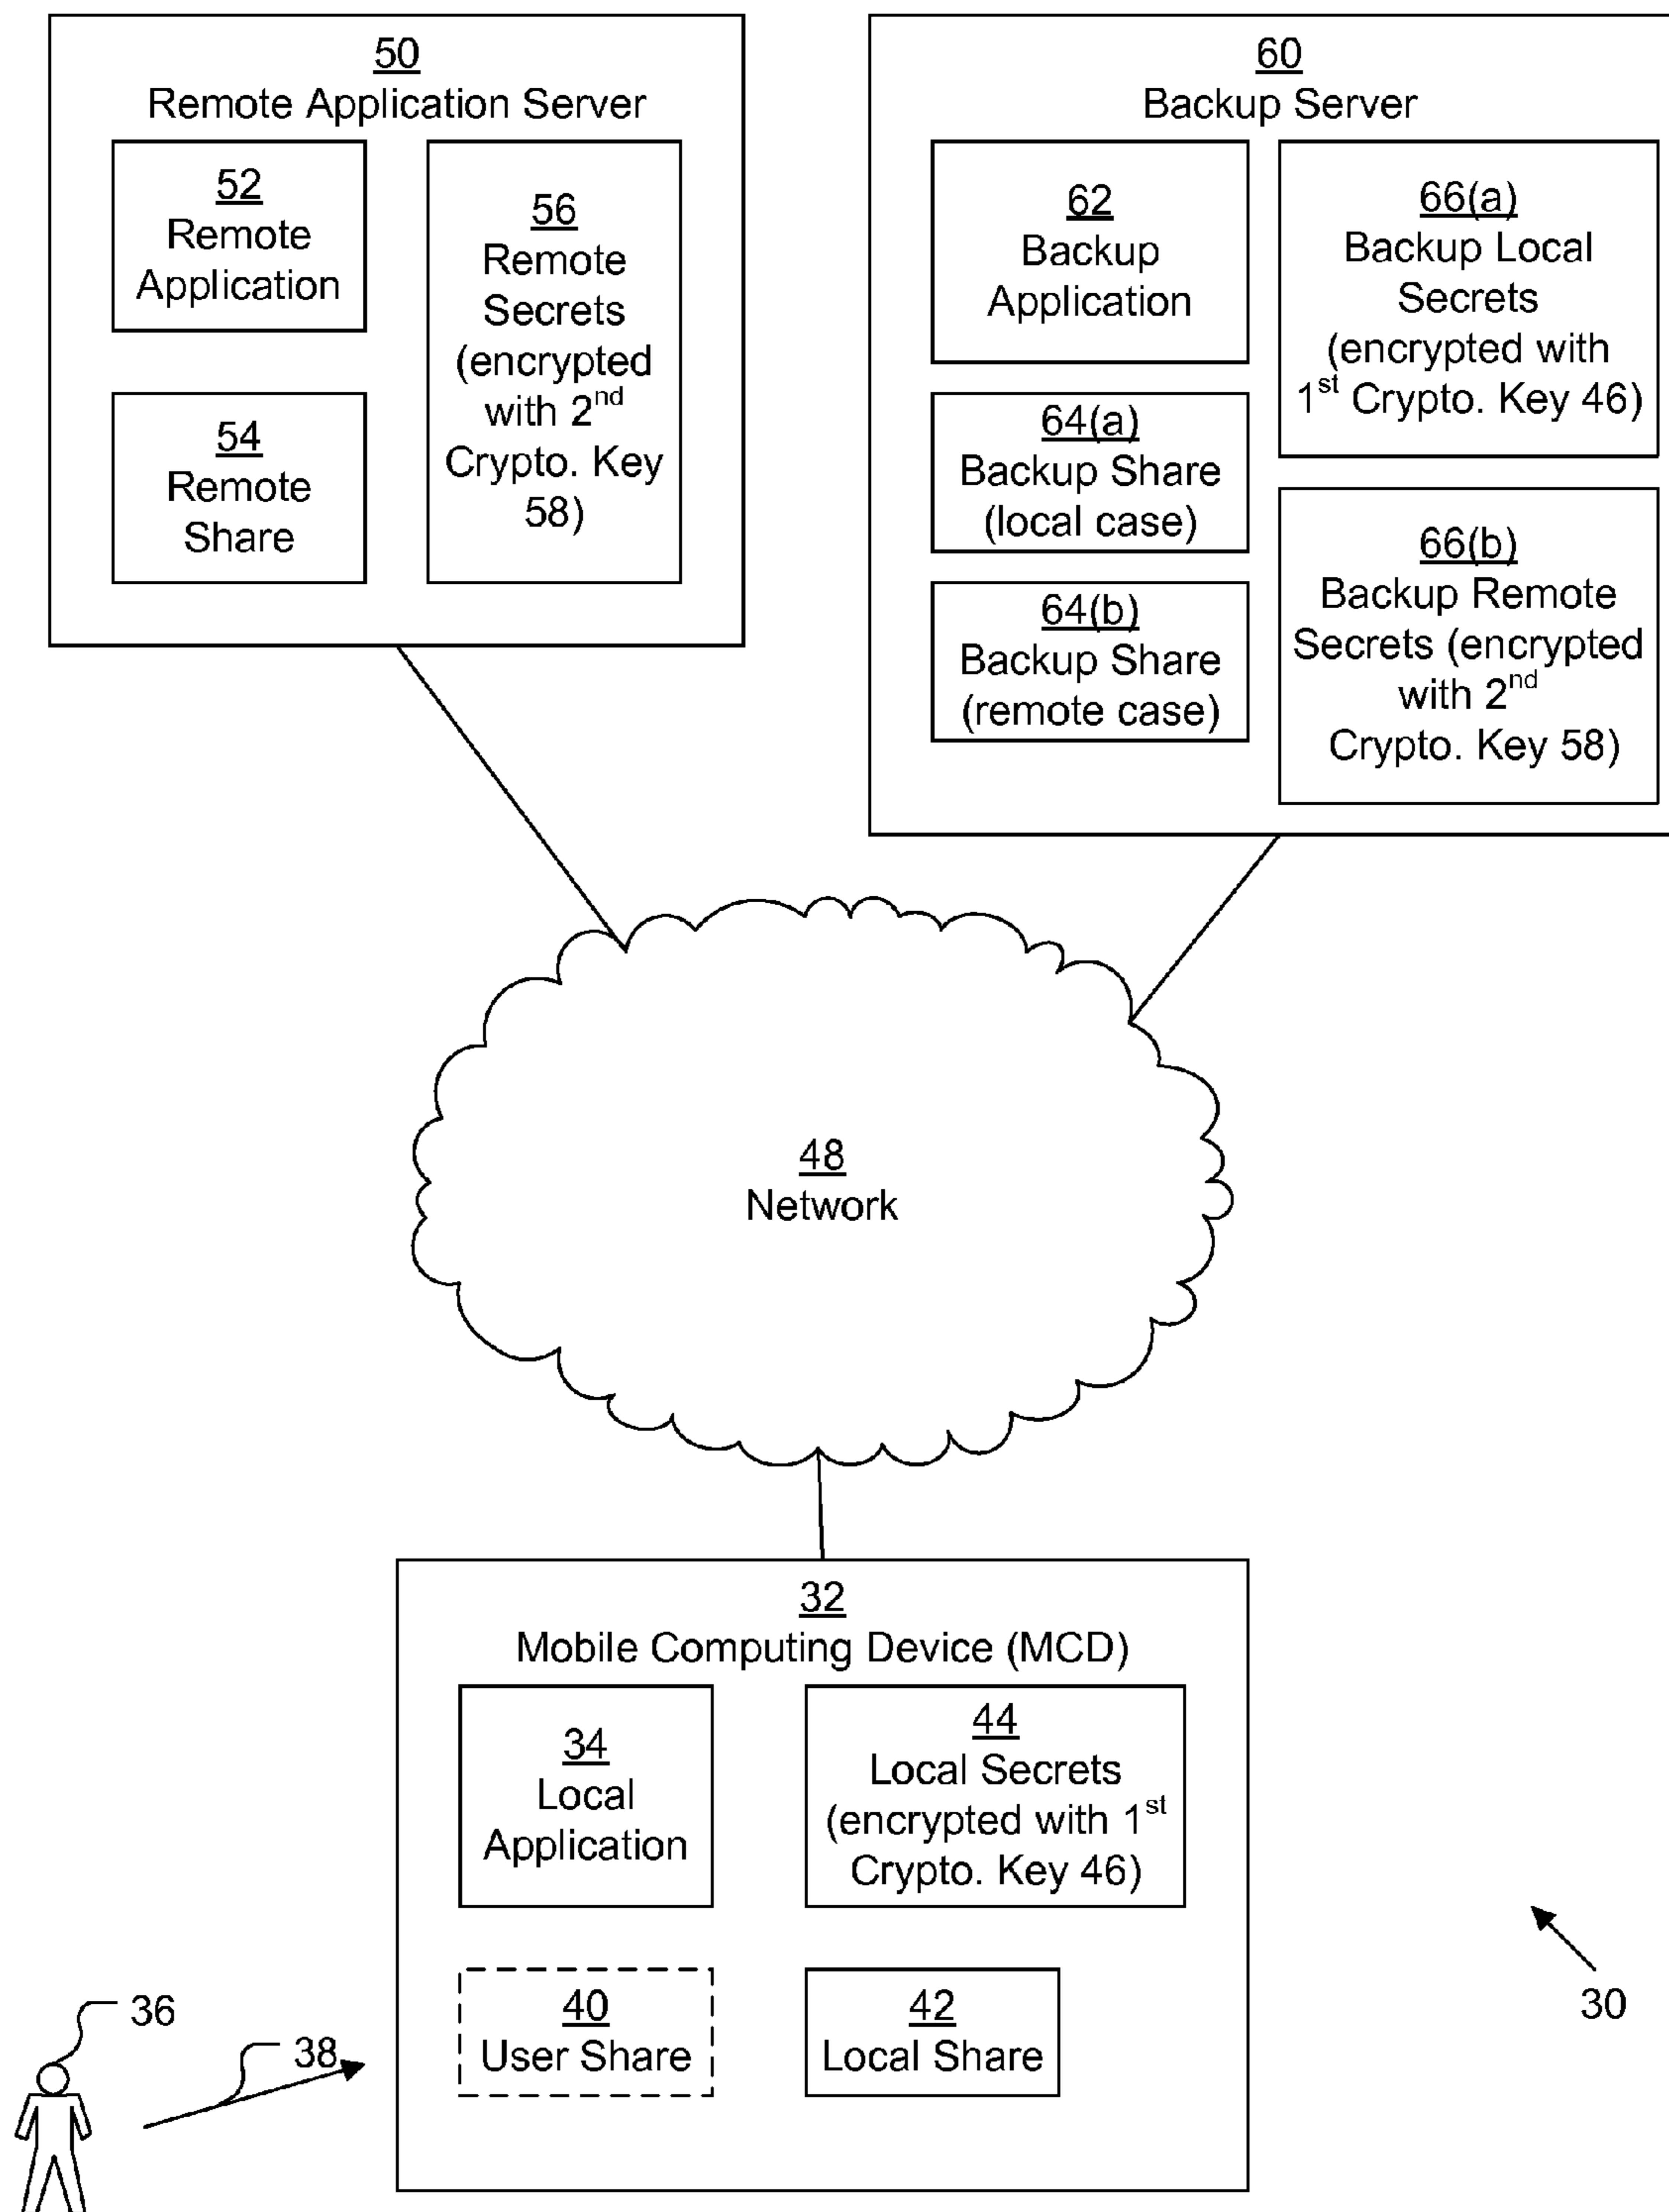 50
Remote Application Server
52
Remote
Application
54
Remote
Share
56
Remote
Secrets
(encrypted
with 2nd
Crypto. Key
58)
60
Backup Server
62
Backup
Application
64(a)
Backup Share
(local case)
64(b)
Backup Share
(remote case)
66(a)
Backup Local
Secrets
(encrypted with
1st Crypto. Key 46)
66(b)
Backup Remote
Secrets (encrypted
with 2nd
Crypto. Key 58)
48
Network
32
Mobile Computing Device (MCD)
34
Local
Application
44
Local Secrets
(encrypted with 1st
Crypto. Key 46)
40
User Share
42
Local Share
36
38
30